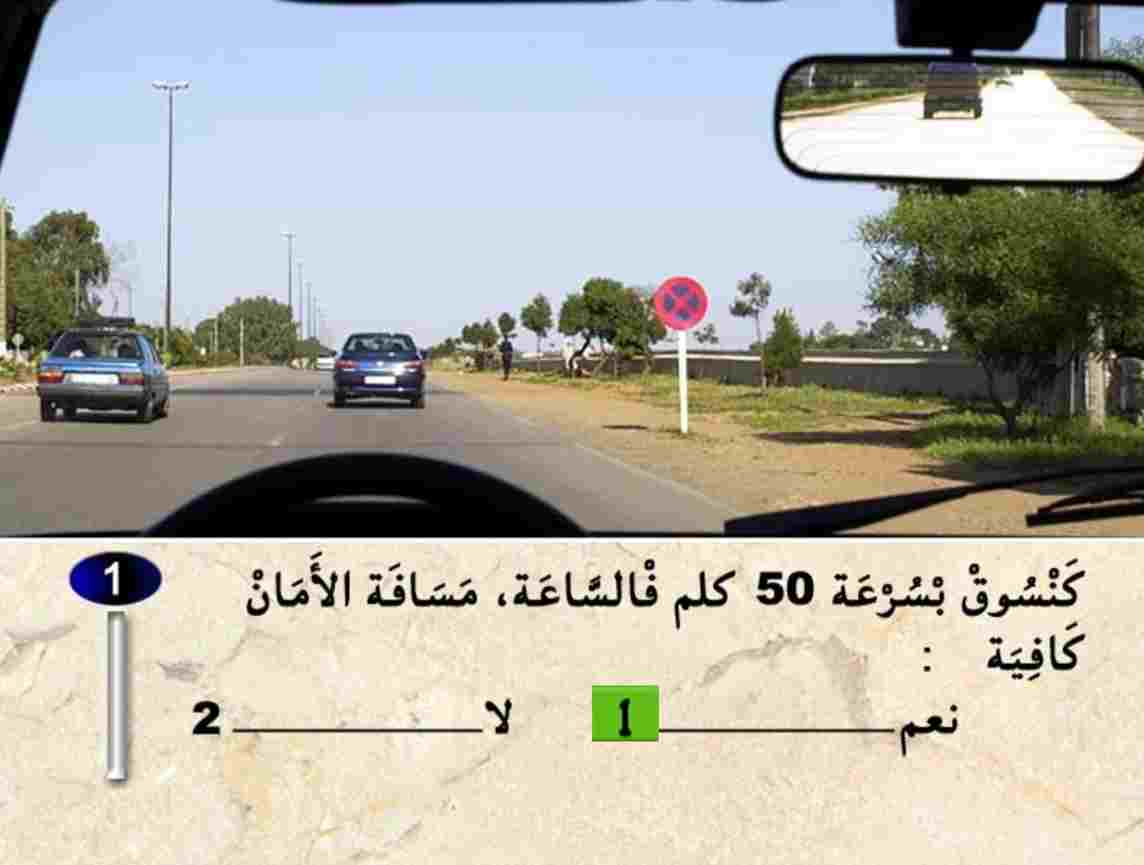 1
كَنْسُوقْ بْسُرْعَة 50 كلم فْالسَّاعَة، مَسَافَة الأَمَانْ
كَافِيَة :
نعم 1 لا 2